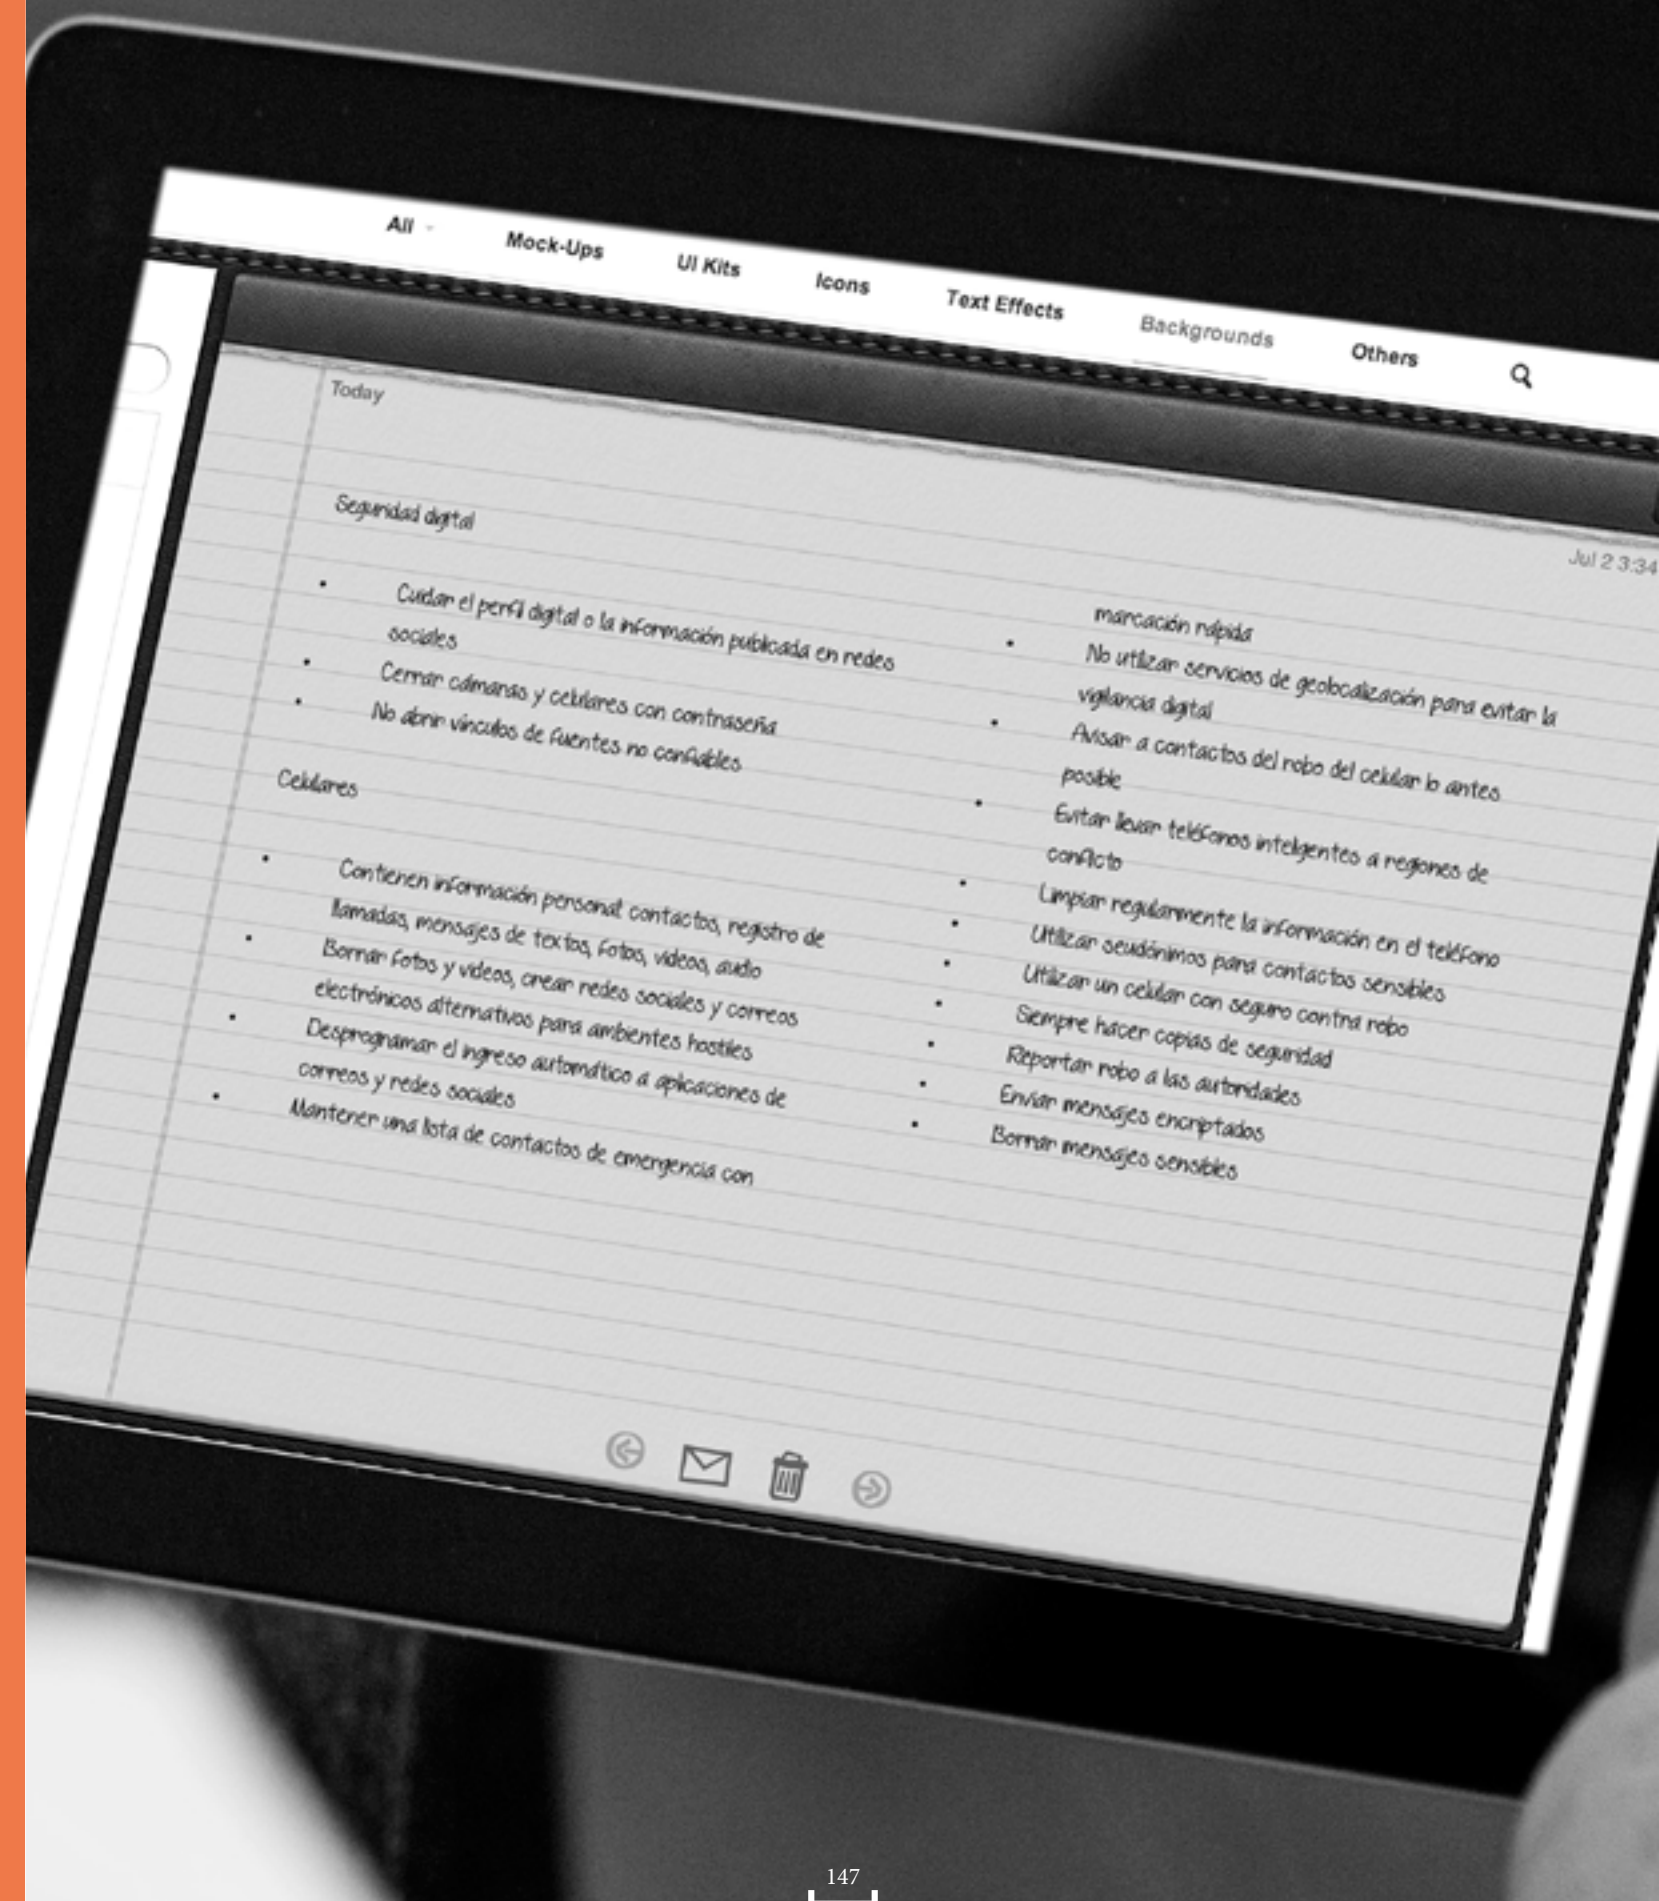 All
Mock-Ups
UI Kits
Icons
Text Effects
Backgrounds
Others
Today
Jul 2 3:34
Seguridad digital
• Cuidar el perfil digital o la información publicada en redes
sociales
• Cerrar cámaras y celulares con contraseña
• No abrir vínculos de fuentes no confiables
Celulares
• Contienen información personal: contactos, registro de
llamadas, mensajes de textos, fotos, videos, audio
• Borrar fotos y videos, crear redes sociales y correos
electrónicos alternativos para ambientes hostiles
• Desprogramar el ingreso automático a aplicaciones de
correos y redes sociales
• Mantener una lista de contactos de emergencia con
marcación rápida
• No utilizar servicios de geolocalización para evitar la
vigilancia digital
• Avisar a contactos del robo del celular lo antes
posible
• Evitar llevar teléfonos inteligentes a regiones de
conflicto
• Limpiar regularmente la información en el teléfono
• Utilizar seudónimos para contactos sensibles
• Utilizar un celular con seguro contra robo
• Siempre hacer copias de seguridad
• Reportar robo a las autoridades
• Enviar mensajes encriptados
• Borrar mensajes sensibles
147